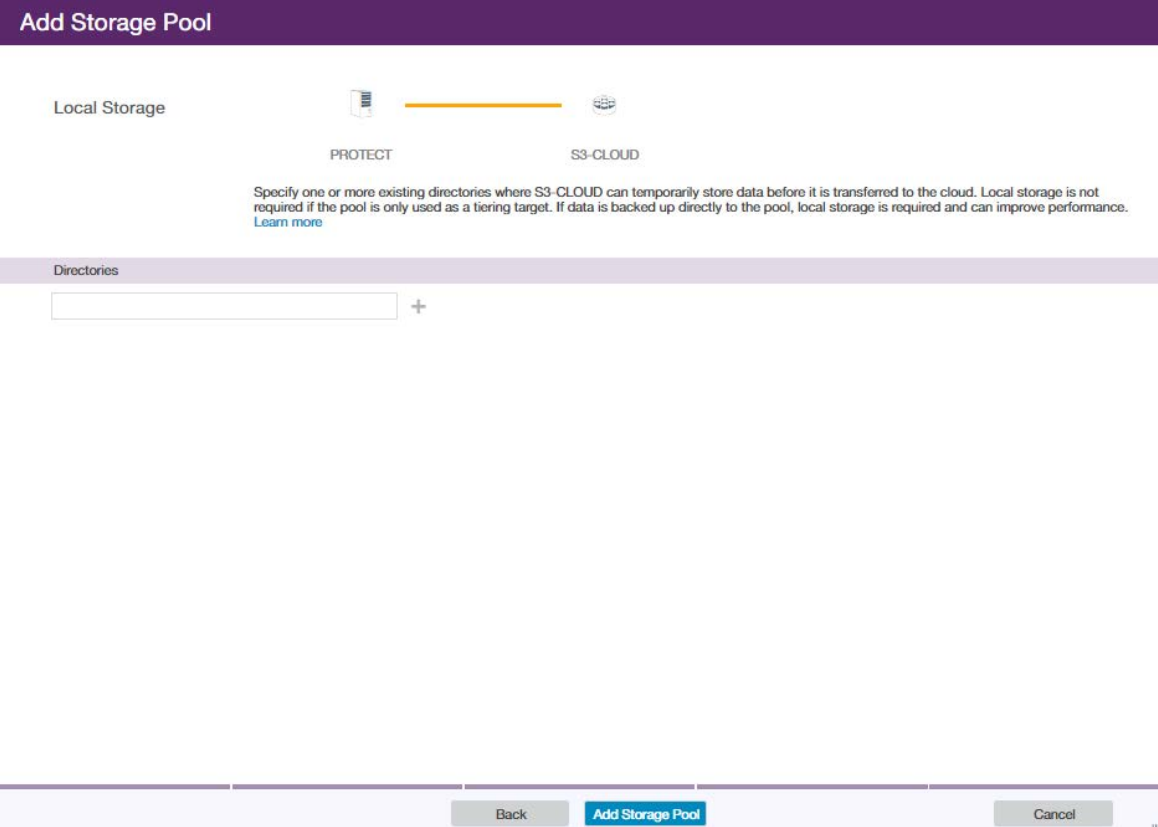 Add Storage Pool
Local Storage
PROTECT
S3-CLOUD
Specify one or more existing directories where S3-CLOUD can temporarily store data before it is transferred to the cloud. Local storage is not
required if the pool is only used as a tiering target. If data is backed up directly to the pool, local storage is required and can improve performance.
Learn more
Directories
Back
Add Storage Pool
Cancel